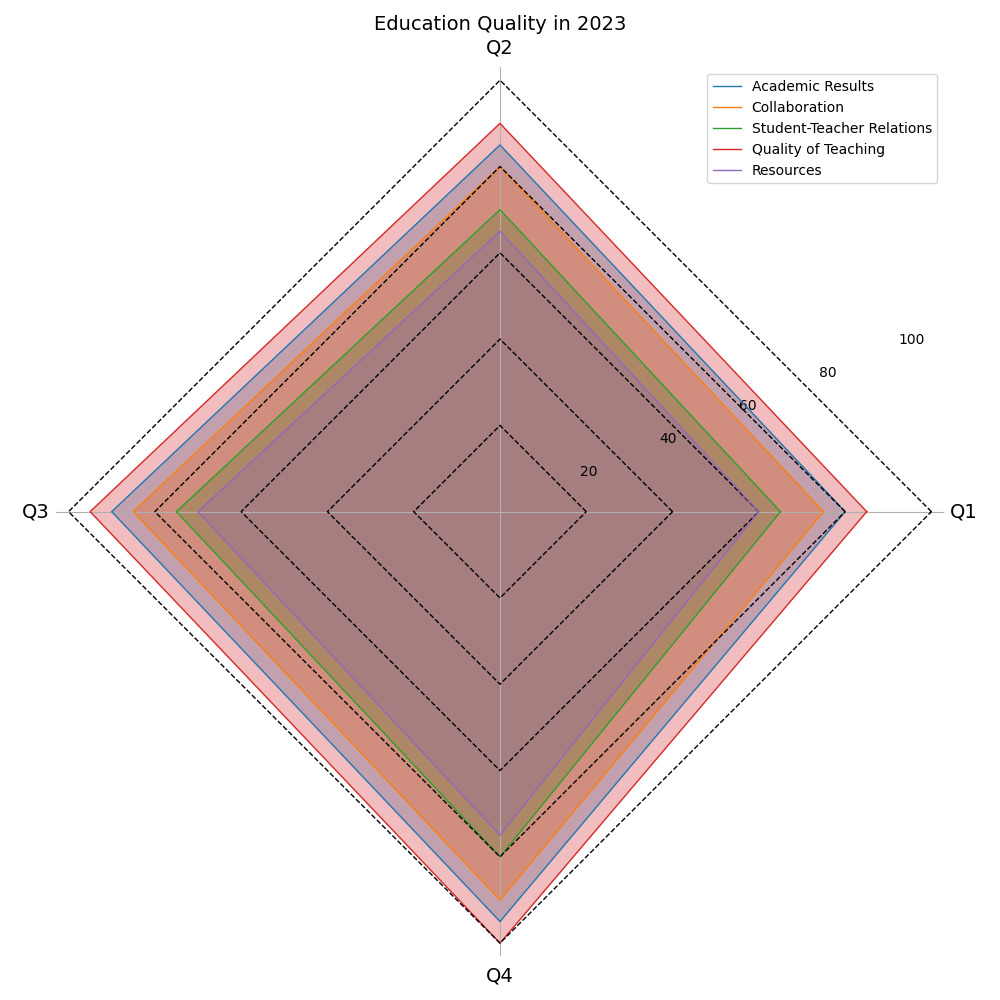 Education Quality in 2023
Q2
Academic Results
Collaboration
Student-Teacher Relations
Quality of Teaching
Resources
100
80
60
40
20
Q3
Q1
Q4